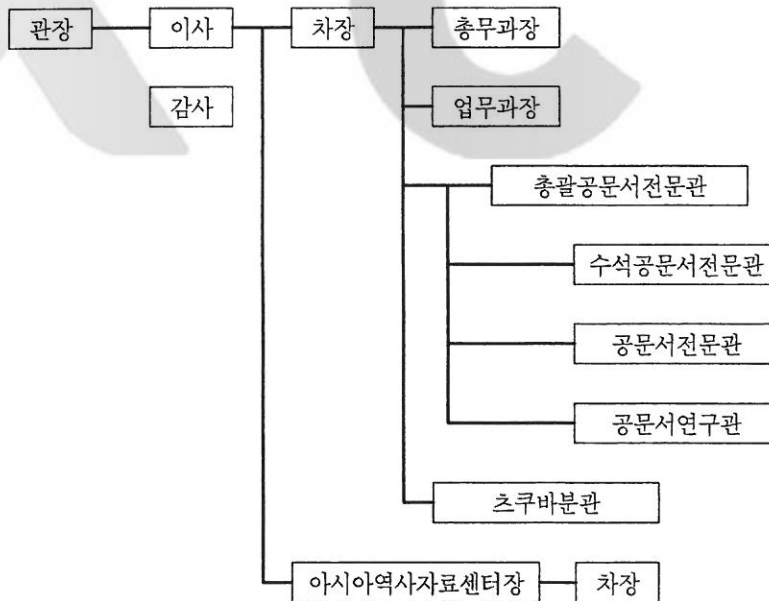 관장 이사 차장 총무과장
감사 업무과장
총괄공문서전문관
수석공문서전문관
공문서전문관
공문서연구관
츠쿠바분관
아시아역사자료센터장 차장